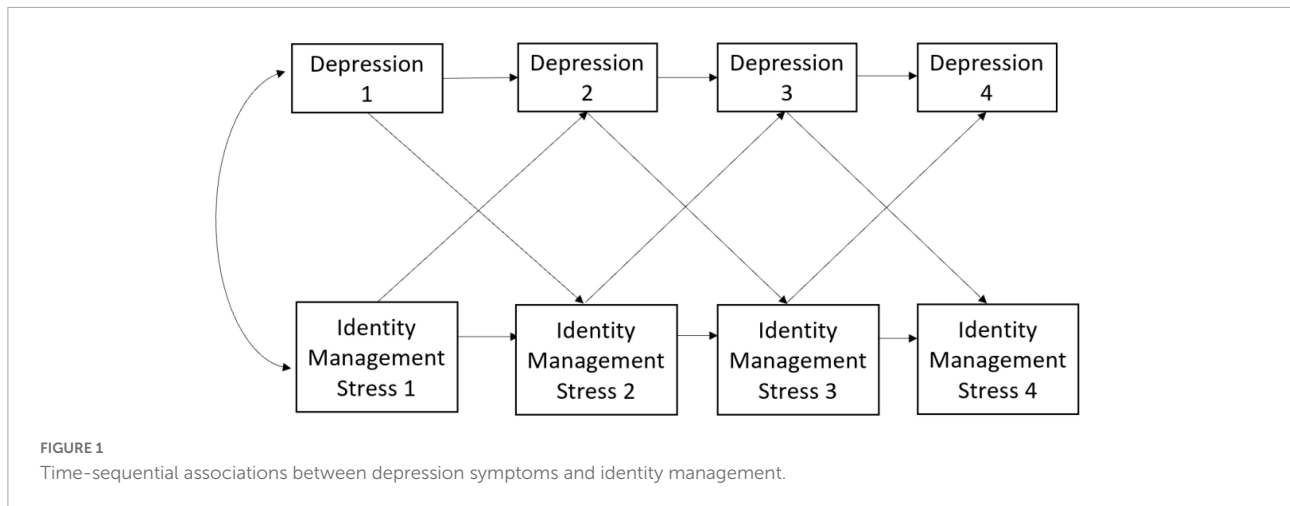 Depression
1
Depression
2
Depression
3
Depression
4
Identity
Management
Stress 1
Identity
Management
Stress 2
Identity
Management
Stress 3
Identity
Management
Stress 4
FIGURE 1
Time-sequential associations between depression symptoms and identity management.